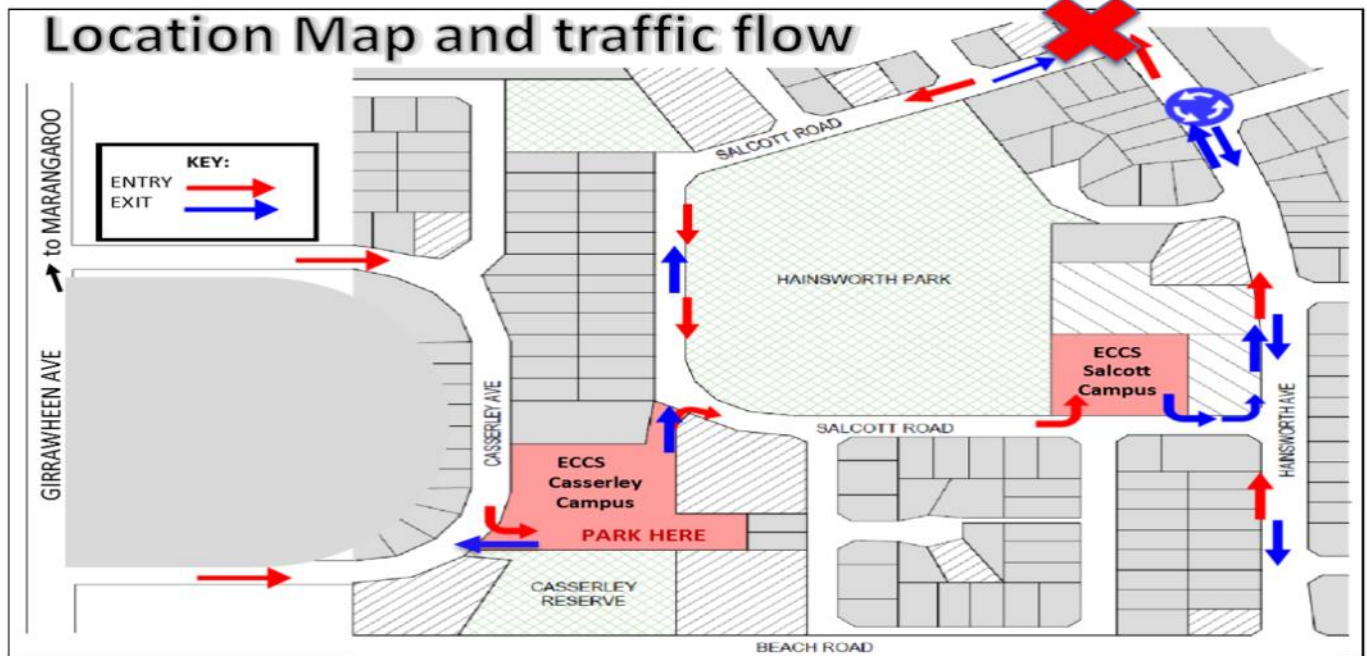 Location Map and traffic flow
to MARANGAROO
KEY:
ENTRY
EXIT
SALCOTT ROAD
HAINSWORTH PARK
GIRRAWHEEN AVE
CASSERLEY AVE
ECCS
Casserley
Campus
PARK HERE
SALCOTT ROAD
ECCS
Salcott
Campus
HAINSWORTH AVE
CASSERLEY
RESERVE
BEACH ROAD